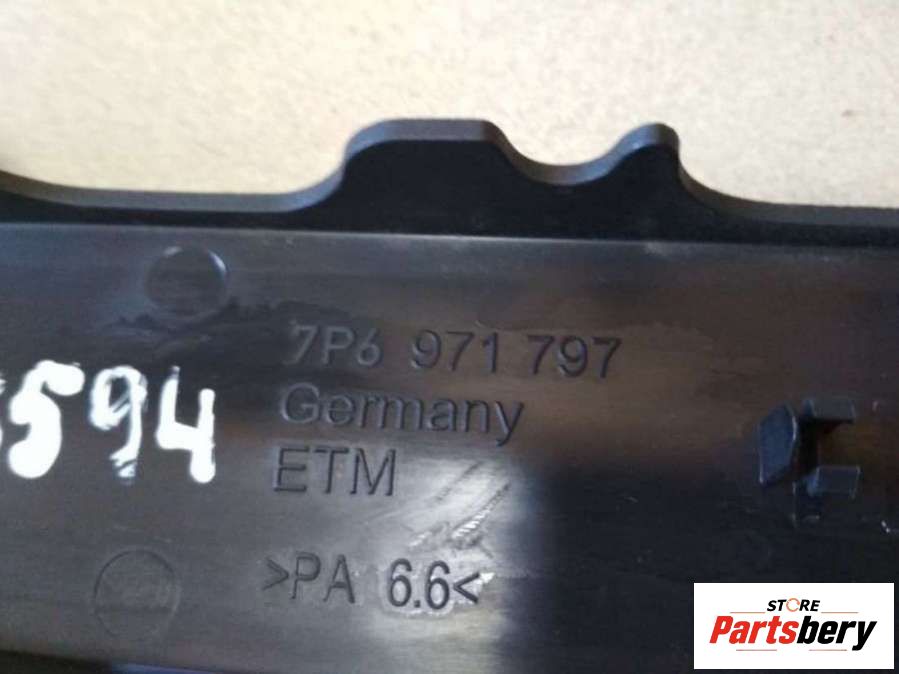 7P6 971 797
594
Germany
ETM
>PA 6.6<
STORE
Partsbery